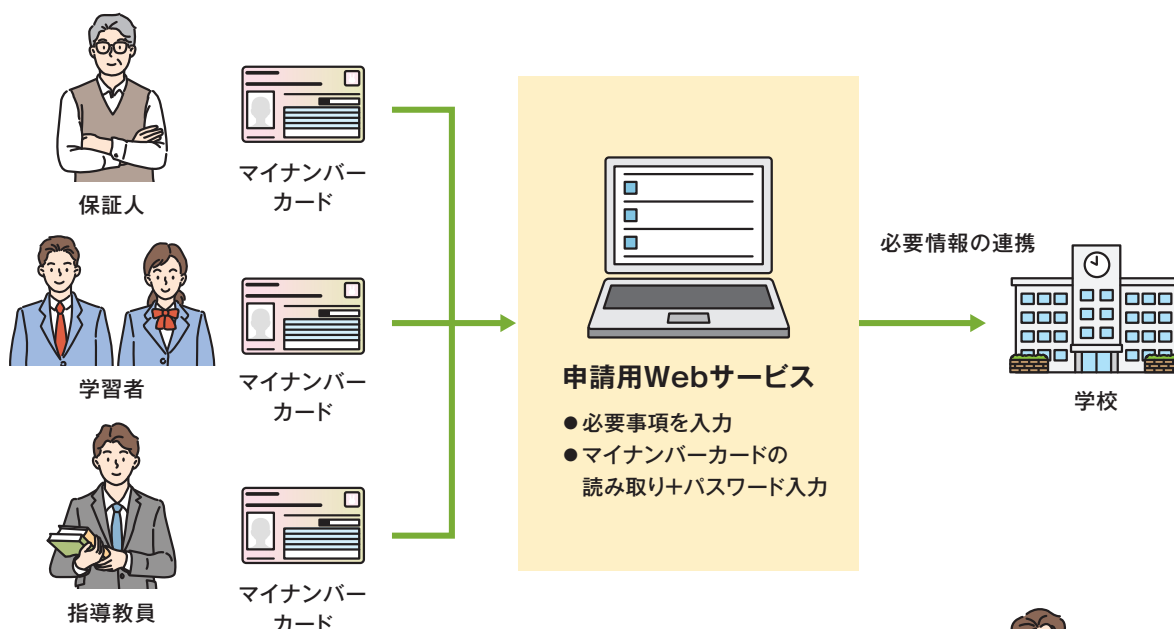 マイナンバー
カード
保証人
マイナンバー
カード
学習者
マイナンバー
カード
指導教員
申請用Webサービス
●必要事項を入力
●マイナンバーカードの
読み取り+パスワード入力
必要情報の連携
学校